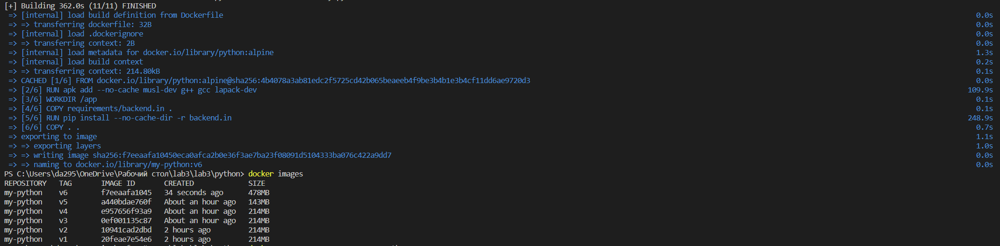 [+] Building 362.0s (11/11) FINISHED
=> [internal] load build definition from Dockerfile 0.0s
=> => transferring dockerfile: 32B 0.0s
=> [internal] load .dockerignore 0.0s
=> => transferring context: 2B 0.0s
=> [internal] load metadata for docker.io/library/python:alpine 1.3s
=> [internal] load build context 0.2s
=> => transferring context: 214.80kB 0.1s
=> CACHED [1/6] FROM docker.io/library/python:alpine@sha256:4b4078a3ab81edc2f5725cd42b065beaeeb4f9be3b4b1e3b4cf11dd6ae9720d3 0.0s
=> [2/6] RUN apk add --no-cache musl-dev g++ gcc lapack-dev 109.9s
=> [3/6] WORKDIR /app 0.1s
=> [4/6] COPY requirements/backend.in . 0.1s
=> [5/6] RUN pip install --no-cache-dir -r backend.in 248.9s
=> [6/6] COPY . . 0.7s
=> exporting to image 1.1s
=> => exporting layers 1.0s
=> => writing image sha256:f7eeaafa10450eca0afca2b0e36f3ae7ba23f08091d5104333ba076c422a9dd7 0.0s
=> => naming to docker.io/library/my-python:v6 0.0s
PS C:\Users\da295\OneDrive\Рабочий стол\lab3\lab3\python> docker images
REPOSITORY TAG IMAGE ID CREATED SIZE
my-python v6 f7eeaafa1045 34 seconds ago 478MB
my-python v5 a440bdae760f About an hour ago 143MB
my-python v4 e957656f93a9 About an hour ago 214MB
my-python v3 0ef001135c87 About an hour ago 214MB
my-python v2 10941cad2dbd 2 hours ago 214MB
my-python v1 20feae7e54e6 2 hours ago 214MB